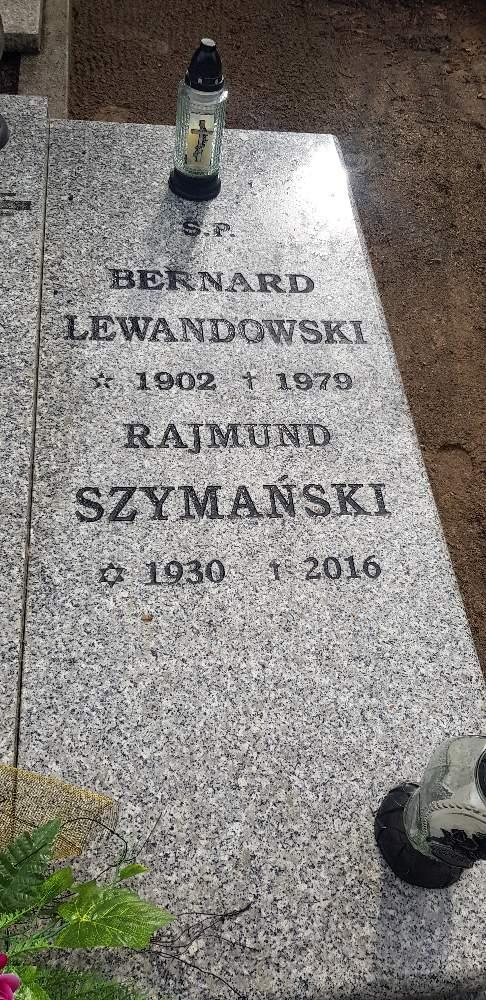 S.P.
BERNARD
LEWANDOWSKI
☆ 1902 † 1979
RAJMUND
SZYMAŃSKI
✡ 1930 † 2016